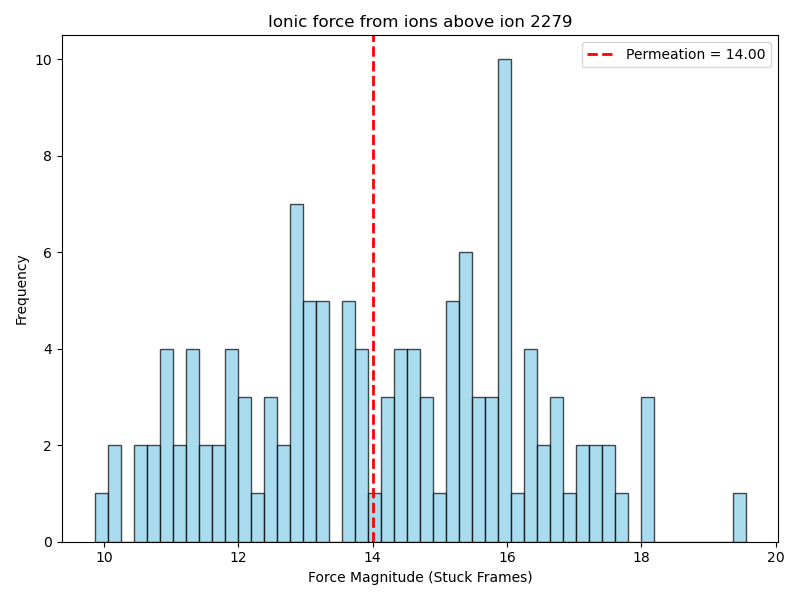 Ionic force from ions above ion 2279
Permeation = 14.00
10
8
6
4
2
0
Frequency
10 12 14 16 18 20
Force Magnitude (Stuck Frames)